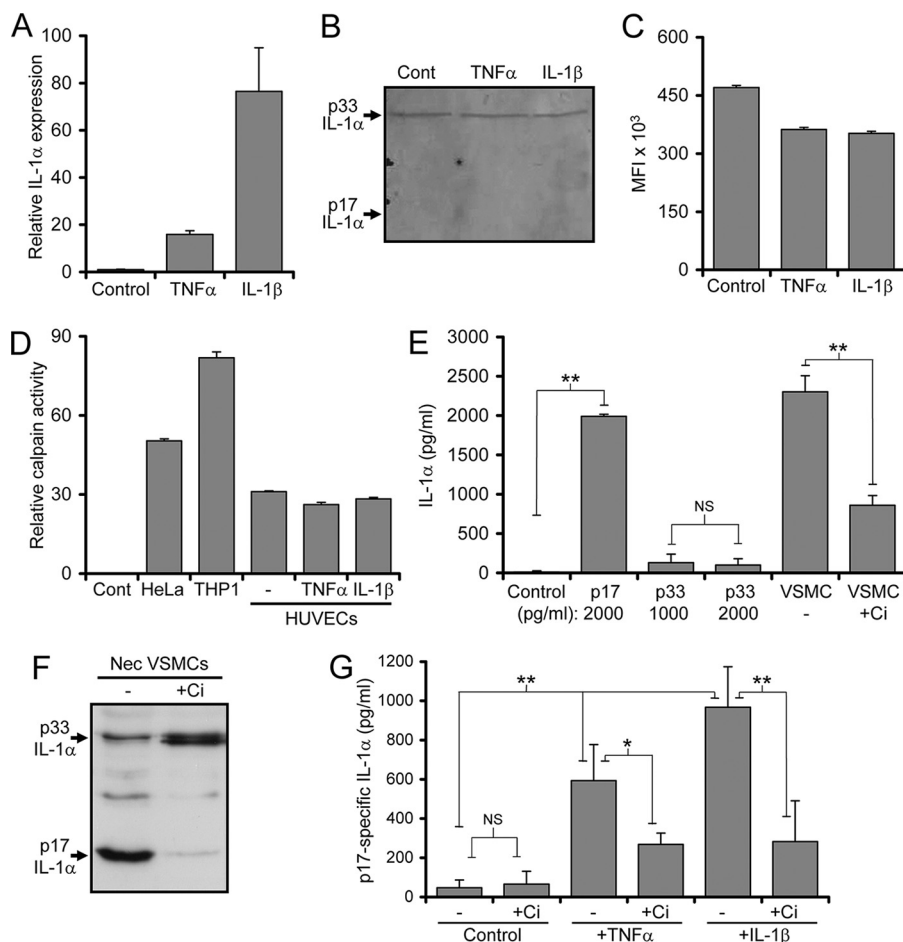 A
Relative IL-1α expression
100
80
60
40
20
0
Control TNFα IL-1β
B
Cont TNFα IL-1β
p33
IL-1α
p17
IL-1α
C
MFI x 10³
600
450
300
150
0
Control TNFα IL-1β
D
Relative calpain activity
90
60
30
0
Cont HeLa THP1 - TNFα IL-1β
HUVECs
E
IL-1α (pg/ml)
3000
2500
2000
1500
1000
500
0
**
NS
**
Control p17 p33 p33 VSMC VSMC
(pg/ml): 2000 1000 2000 - +Ci
F
Nec VSMCs
- +Ci
p33
IL-1α
p17
IL-1α
G
p17-specific IL-1α (pg/ml)
1200
1000
800
600
400
200
0
NS
**
*
**
- +Ci - +Ci - +Ci
Control +TNFα +IL-1β